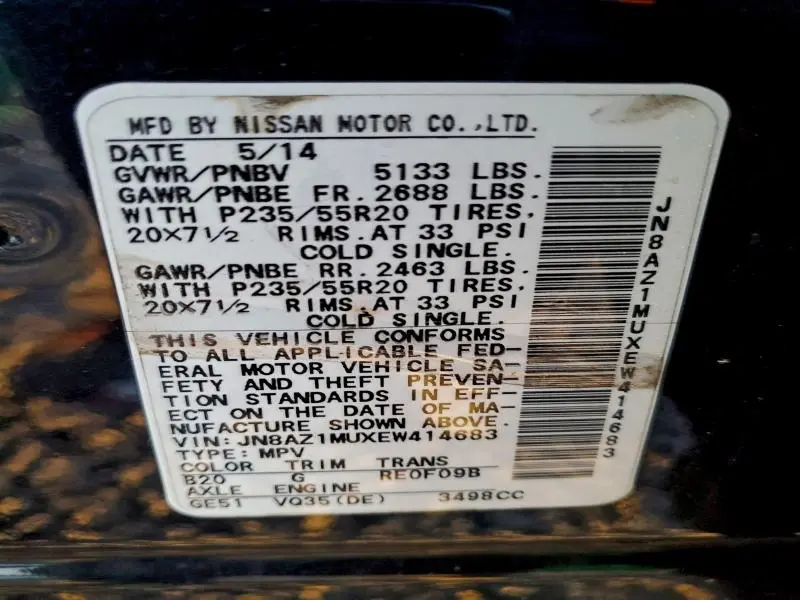 MFD BY NISSAN MOTOR CO.,LTD.
DATE 5/14
GVWR/PNBV 5133 LBS.
GAWR/PNBE FR. 2688 LBS.
WITH P235/55R20 TIRES,
20X7 1/2 RIMS.AT 33 PSI
COLD SINGLE.
GAWR/PNBE RR. 2463 LBS.
WITH P235/55R20 TIRES.
20X7 1/2 RIMS.AT 33 PSI
COLD SINGLE.
THIS VEHICLE CONFORMS
TO ALL APPLICABLE FED-
ERAL MOTOR VEHICLE SA-
FETY AND THEFT PREVEN-
TION STANDARDS IN EFF-
ECT ON THE DATE OF MA-
NUFACTURE SHOWN ABOVE.
VIN:JN8AZ1MUXEW414683
TYPE:MPV
COLOR TRIM TRANS
B20 G RE0F09B
AXLE ENGINE
GE51 VQ35(DE) 3498CC
JN8AZ1MUXEW414683